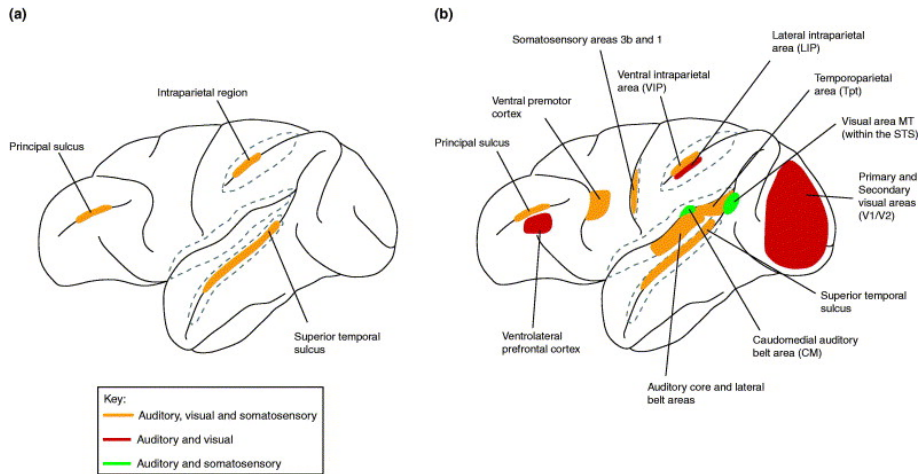 (a)
Intraparietal region
Principal sulcus
Superior temporal
sulcus
Key:
Auditory, visual and somatosensory
Auditory and visual
Auditory and somatosensory
(b)
Somatosensory areas 3b and 1
Lateral intraparietal
area (LIP)
Ventral intraparietal
area (VIP)
Temporoparietal
area (Tpt)
Ventral premotor
cortex
Visual area MT
(within the STS)
Principal sulcus
Primary and
Secondary
visual areas
(V1/V2)
Superior temporal
sulcus
Ventrolateral
prefrontal cortex
Caudomedial auditory
belt area (CM)
Auditory core and lateral
belt areas